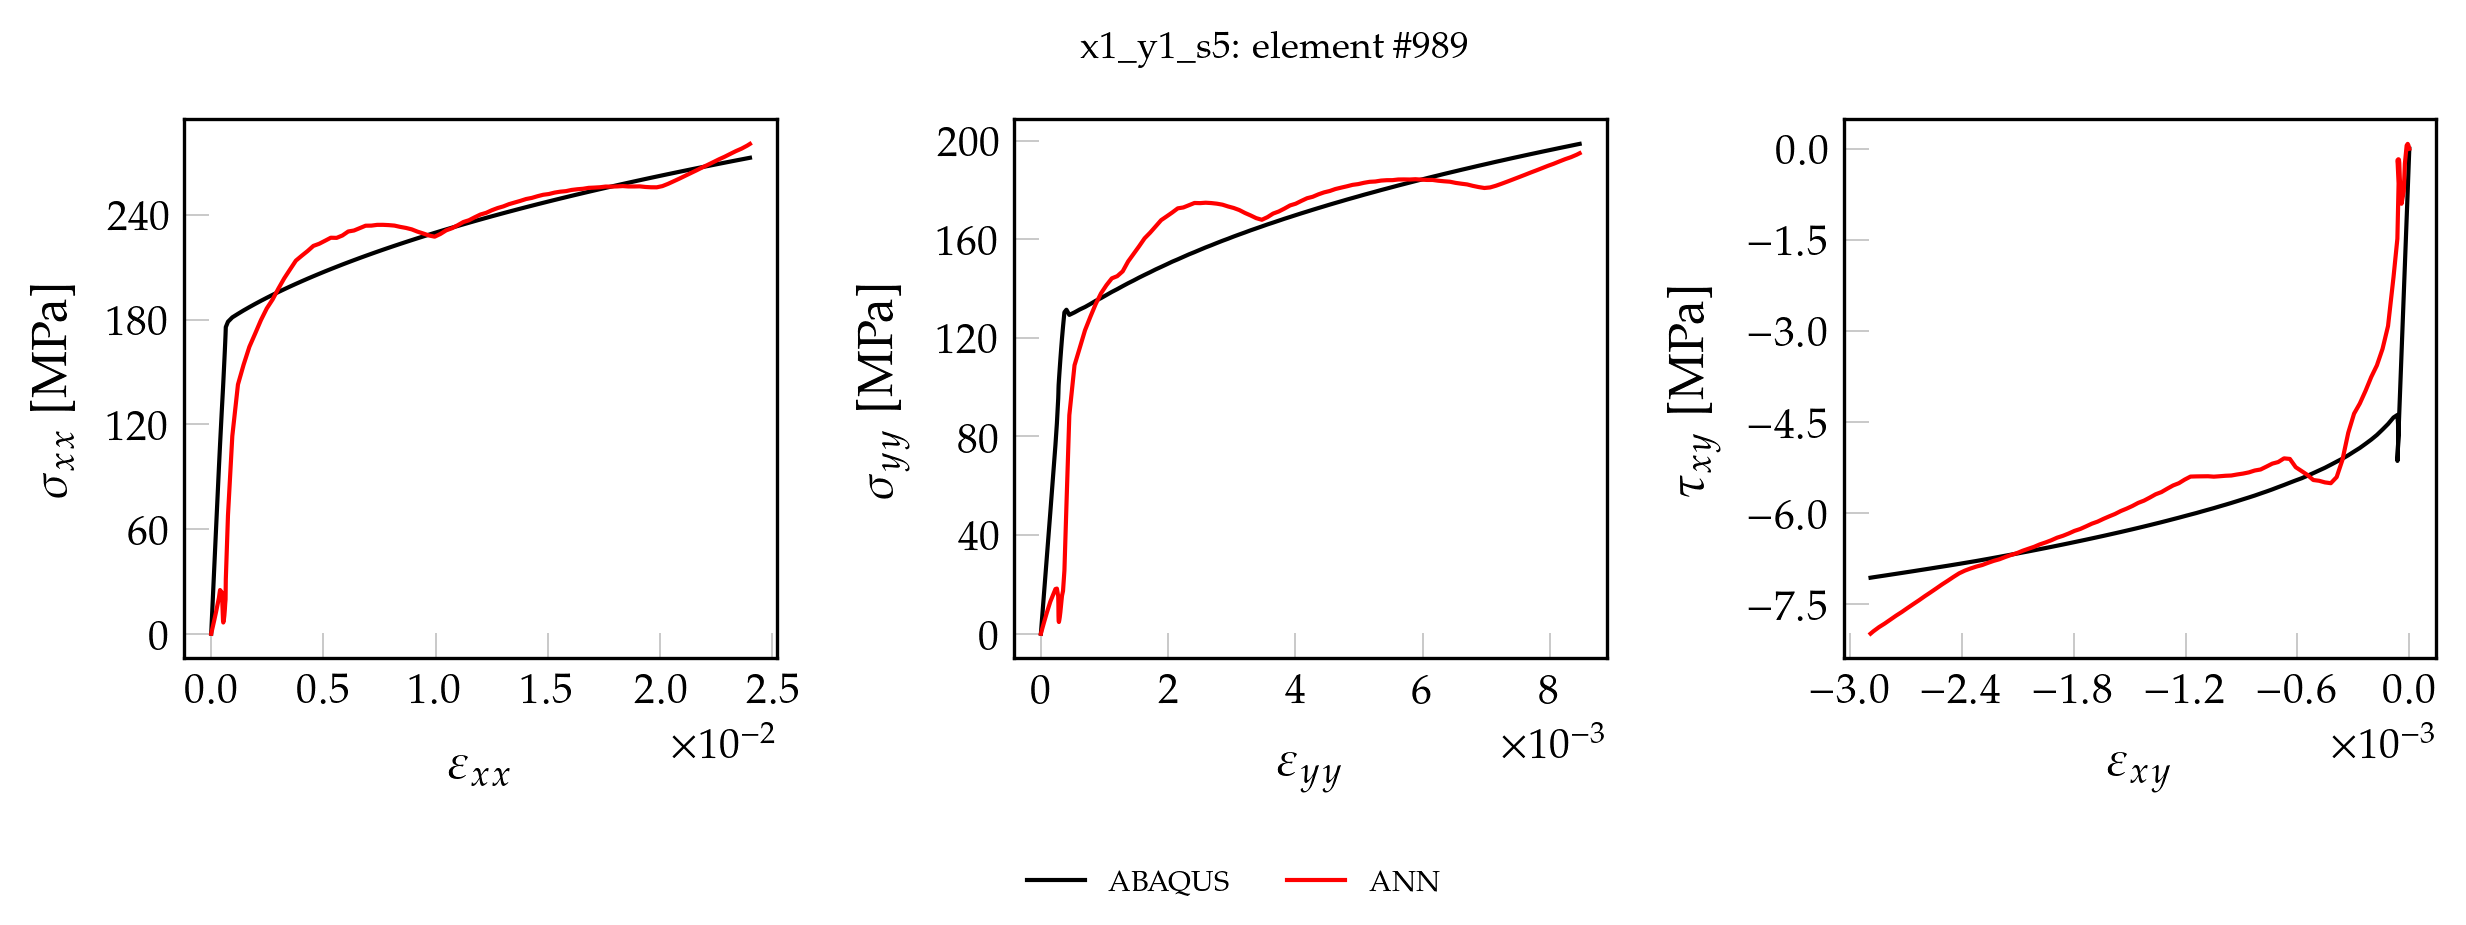 x1_y1_s5: element #989
σxx [MPa]
240
180
120
60
0
0.0 0.5 1.0 1.5 2.0 2.5
×10−2
εxx
σyy [MPa]
200
160
120
80
40
0
0 2 4 6 8
×10−3
εyy
τxy [MPa]
0.0
−1.5
−3.0
−4.5
−6.0
−7.5
−3.0 −2.4 −1.8 −1.2 −0.6 0.0
×10−3
εxy
ABAQUS ANN